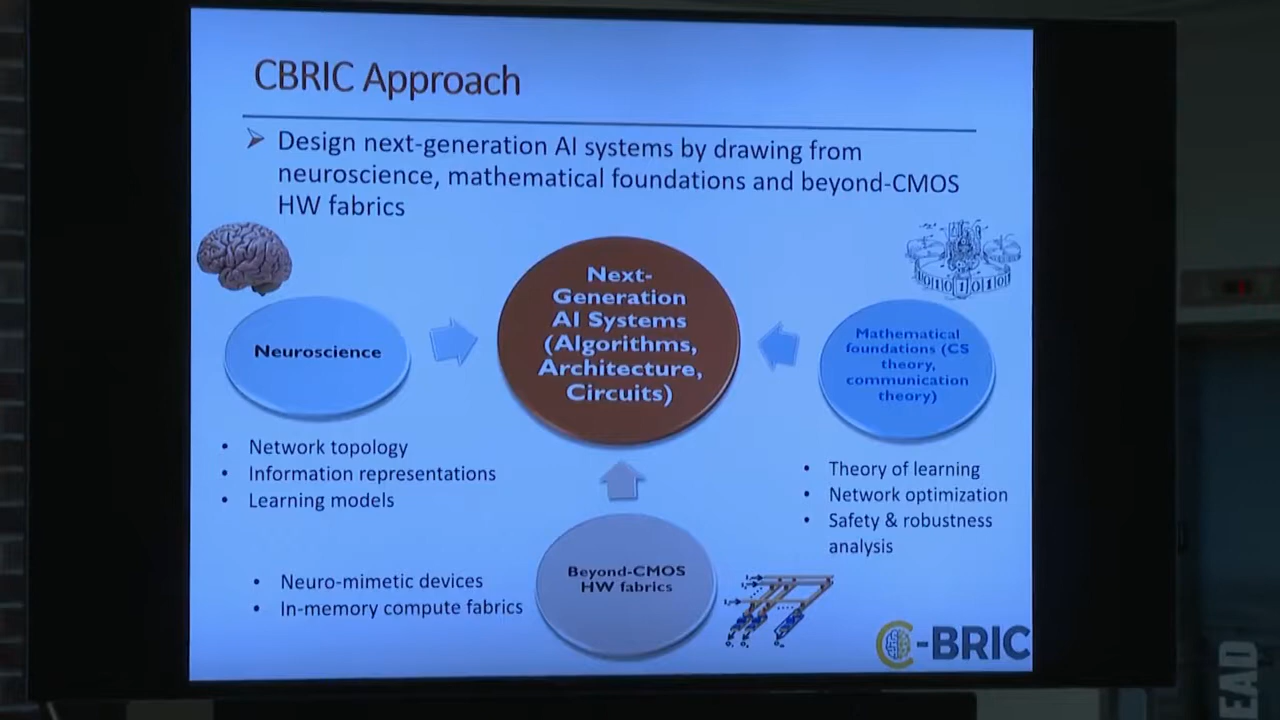 CBRIC Approach
Design next-generation AI systems by drawing from
neuroscience, mathematical foundations and beyond-CMOS
HW fabrics
Next-
Generation
AI Systems
(Algorithms,
Architecture,
Circuits)
Neuroscience
Mathematical
foundations (CS
theory,
communication
theory)
• Network topology
• Information representations
• Learning models
• Theory of learning
• Network optimization
• Safety & robustness
analysis
Beyond-CMOS
HW fabrics
• Neuro-mimetic devices
• In-memory compute fabrics
C-BRIC
EAD